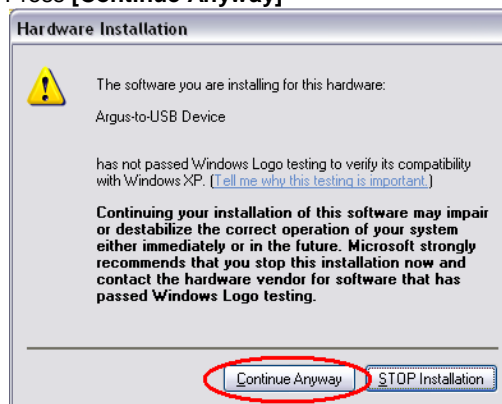 Press [Continue Anyway]
Hardware Installation
The software you are installing for this hardware:
Argus-to-USB Device
has not passed Windows Logo testing to verify its compatibility
with Windows XP. (Tell me why this testing is important.)
Continuing your installation of this software may impair
or destabilize the correct operation of your system
either immediately or in the future. Microsoft strongly
recommends that you stop this installation now and
contact the hardware vendor for software that has
passed Windows Logo testing.
Continue Anyway STOP Installation